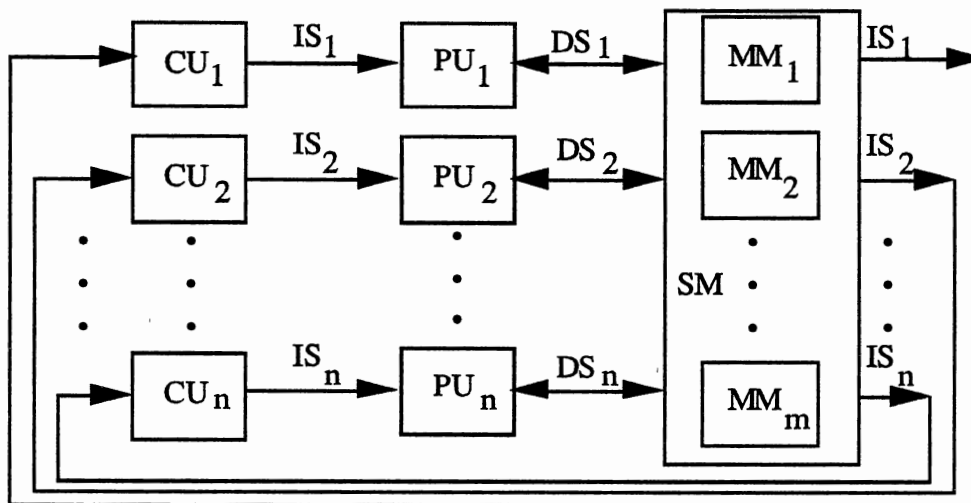 IS₁ DS₁ IS₁
CU₁ PU₁ MM₁
IS₂ DS₂ IS₂
CU₂ PU₂ MM₂
SM
ISₙ DSₙ ISₙ
CUₙ PUₙ MMₘ